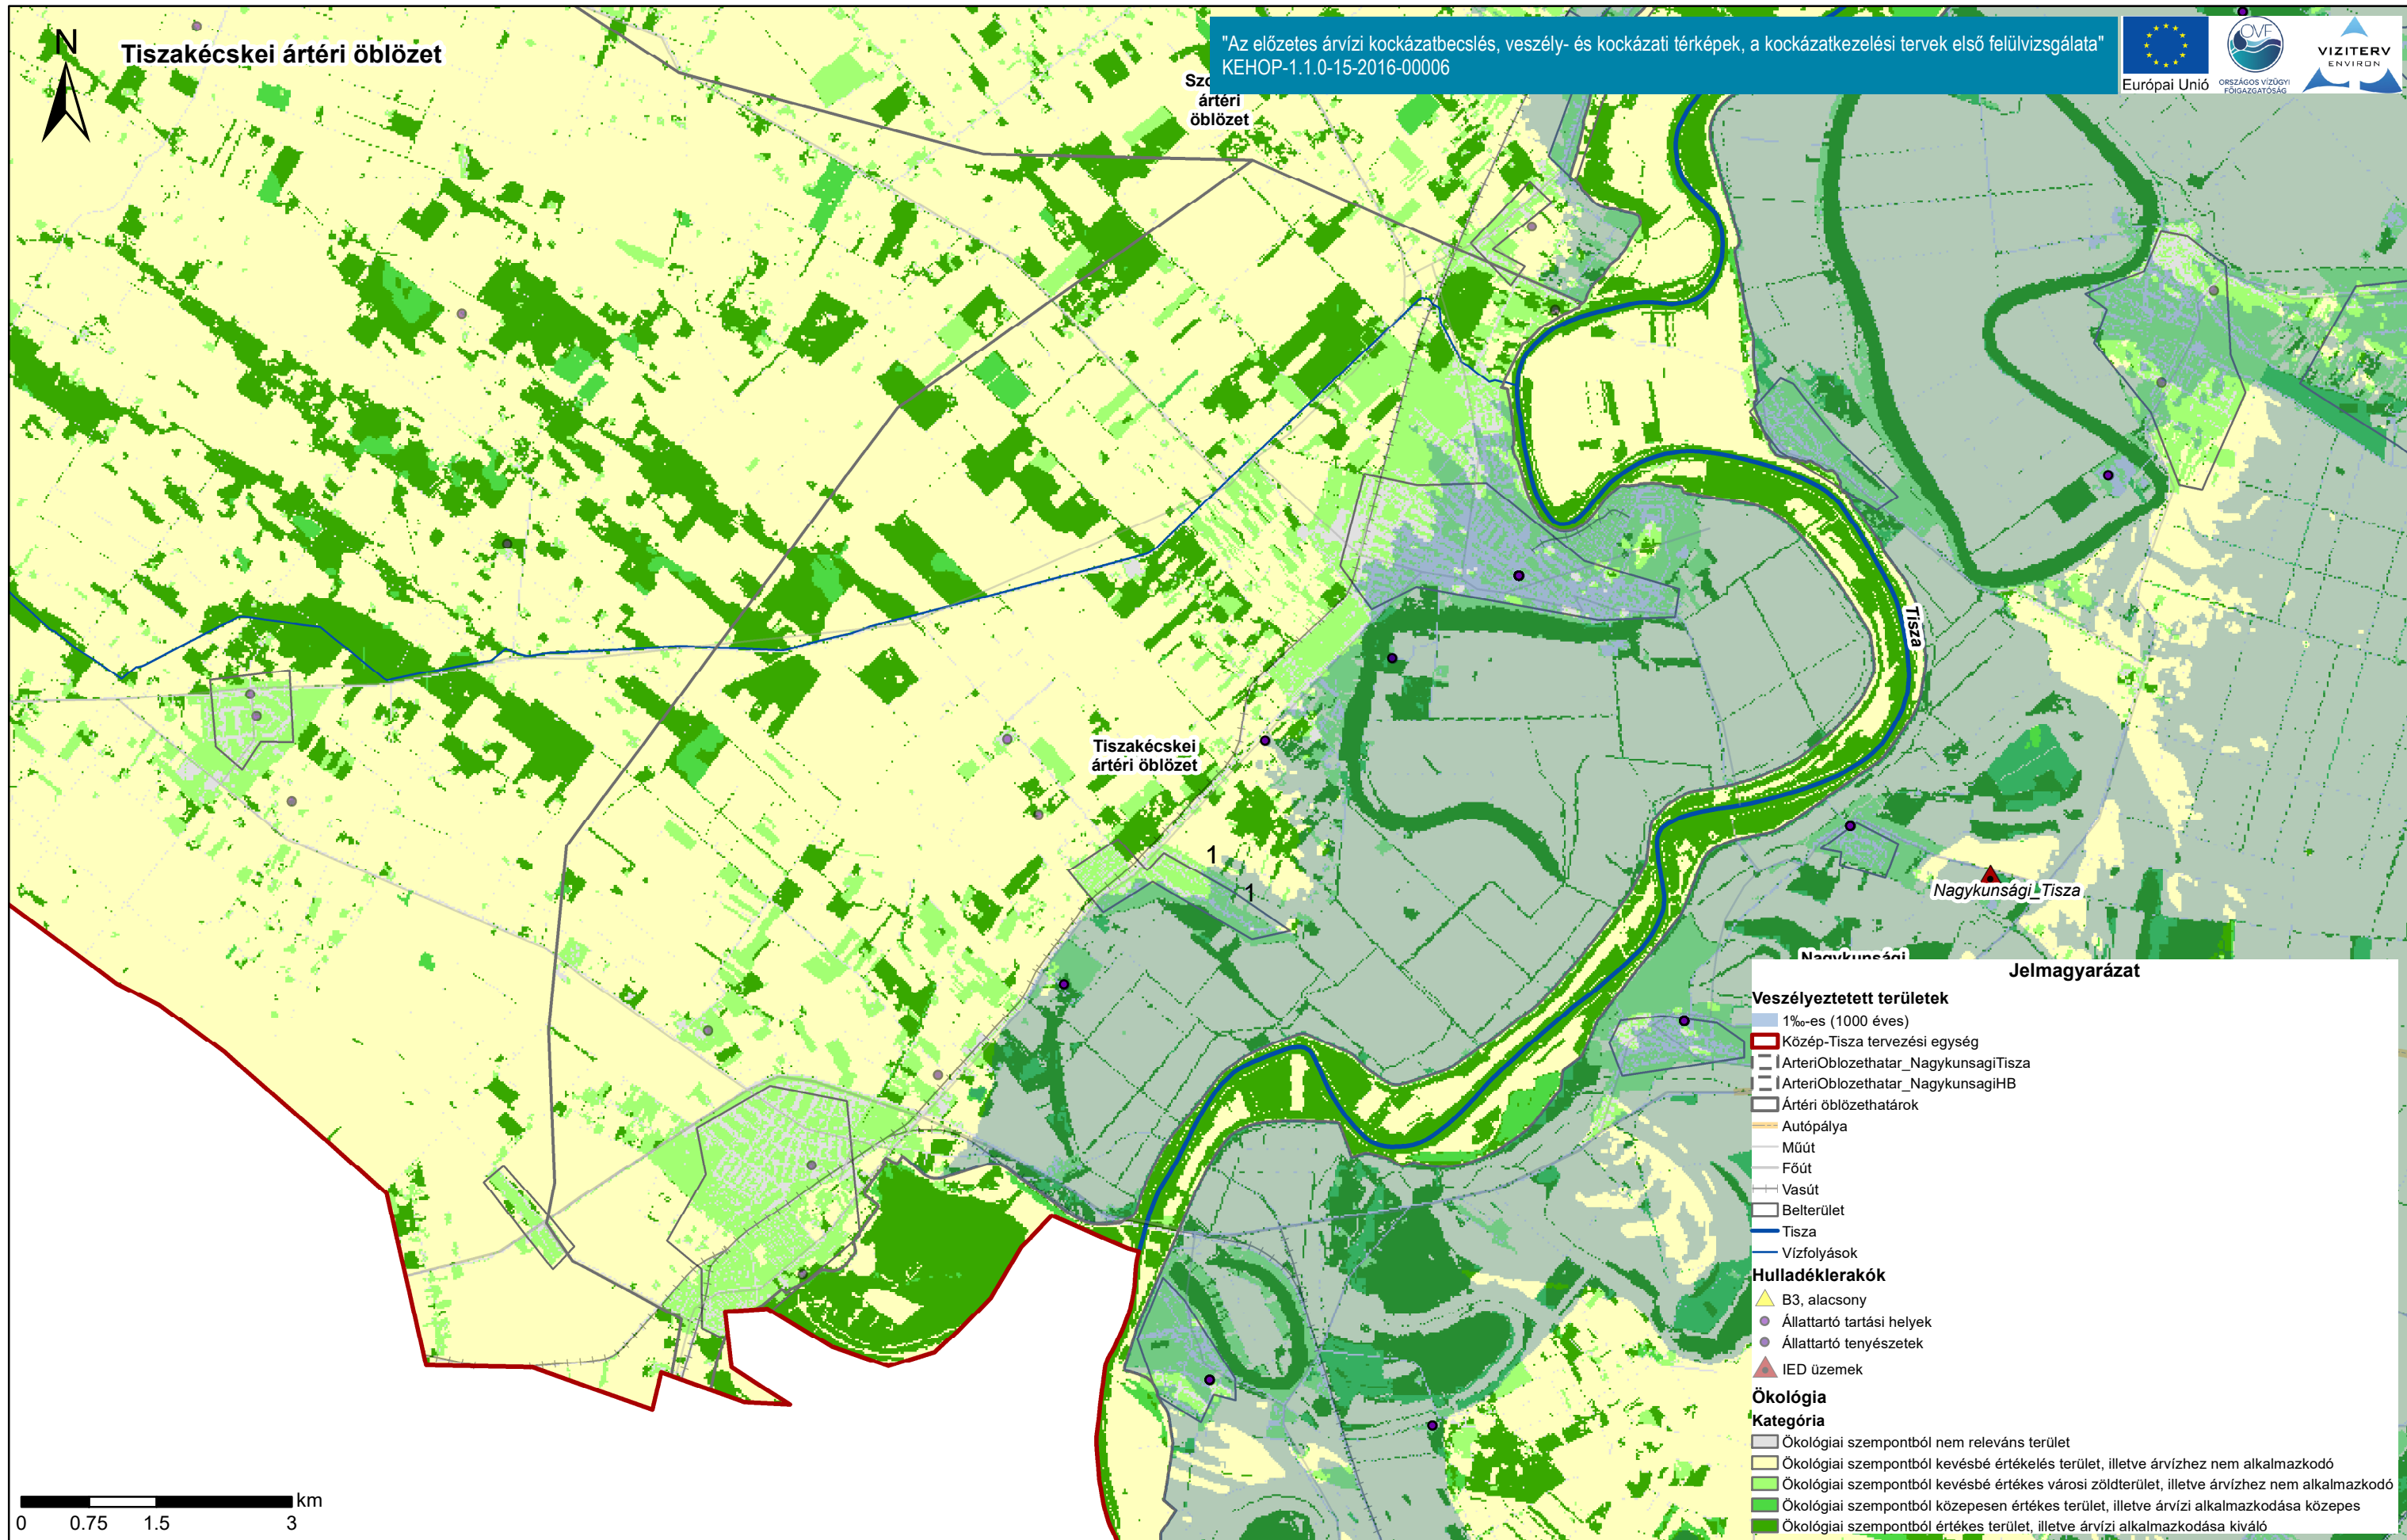 N
Tiszakécskei ártéri öblözet
"Az előzetes árvízi kockázatbecslés, veszély- és kockázati térképek, a kockázatkezelési tervek első felülvizsgálata"
KEHOP-1.1.0-15-2016-00006
Európai Unió
OVF
ORSZÁGOS VÍZÜGYI
FŐIGAZGATÓSÁG
VIZITERV
ENVIRON
ártéri
öblözet
Tisza
Tiszakécskei
ártéri öblözet
1
1
Nagykunsági_Tisza
Nagykunsági
Jelmagyarázat
Veszélyeztetett területek
1‰-es (1000 éves)
Közép-Tisza tervezési egység
ArteriOblozethatar_NagykunsagiTisza
ArteriOblozethatar_NagykunsagiHB
Ártéri öblözethatárok
Autópálya
Műút
Főút
Vasút
Belterület
Tisza
Vízfolyások
Hulladéklerakók
B3, alacsony
Állattartó tartási helyek
Állattartó tenyészetek
IED üzemek
Ökológia
Kategória
Ökológiai szempontból nem releváns terület
Ökológiai szempontból kevésbé értékelés terület, illetve árvízhez nem alkalmazkodó
Ökológiai szempontból kevésbé értékes városi zöldterület, illetve árvízhez nem alkalmazkodó
Ökológiai szempontból közepesen értékes terület, illetve árvízi alkalmazkodása közepes
Ökológiai szempontból értékes terület, illetve árvízi alkalmazkodása kiváló
km
0 0.75 1.5 3